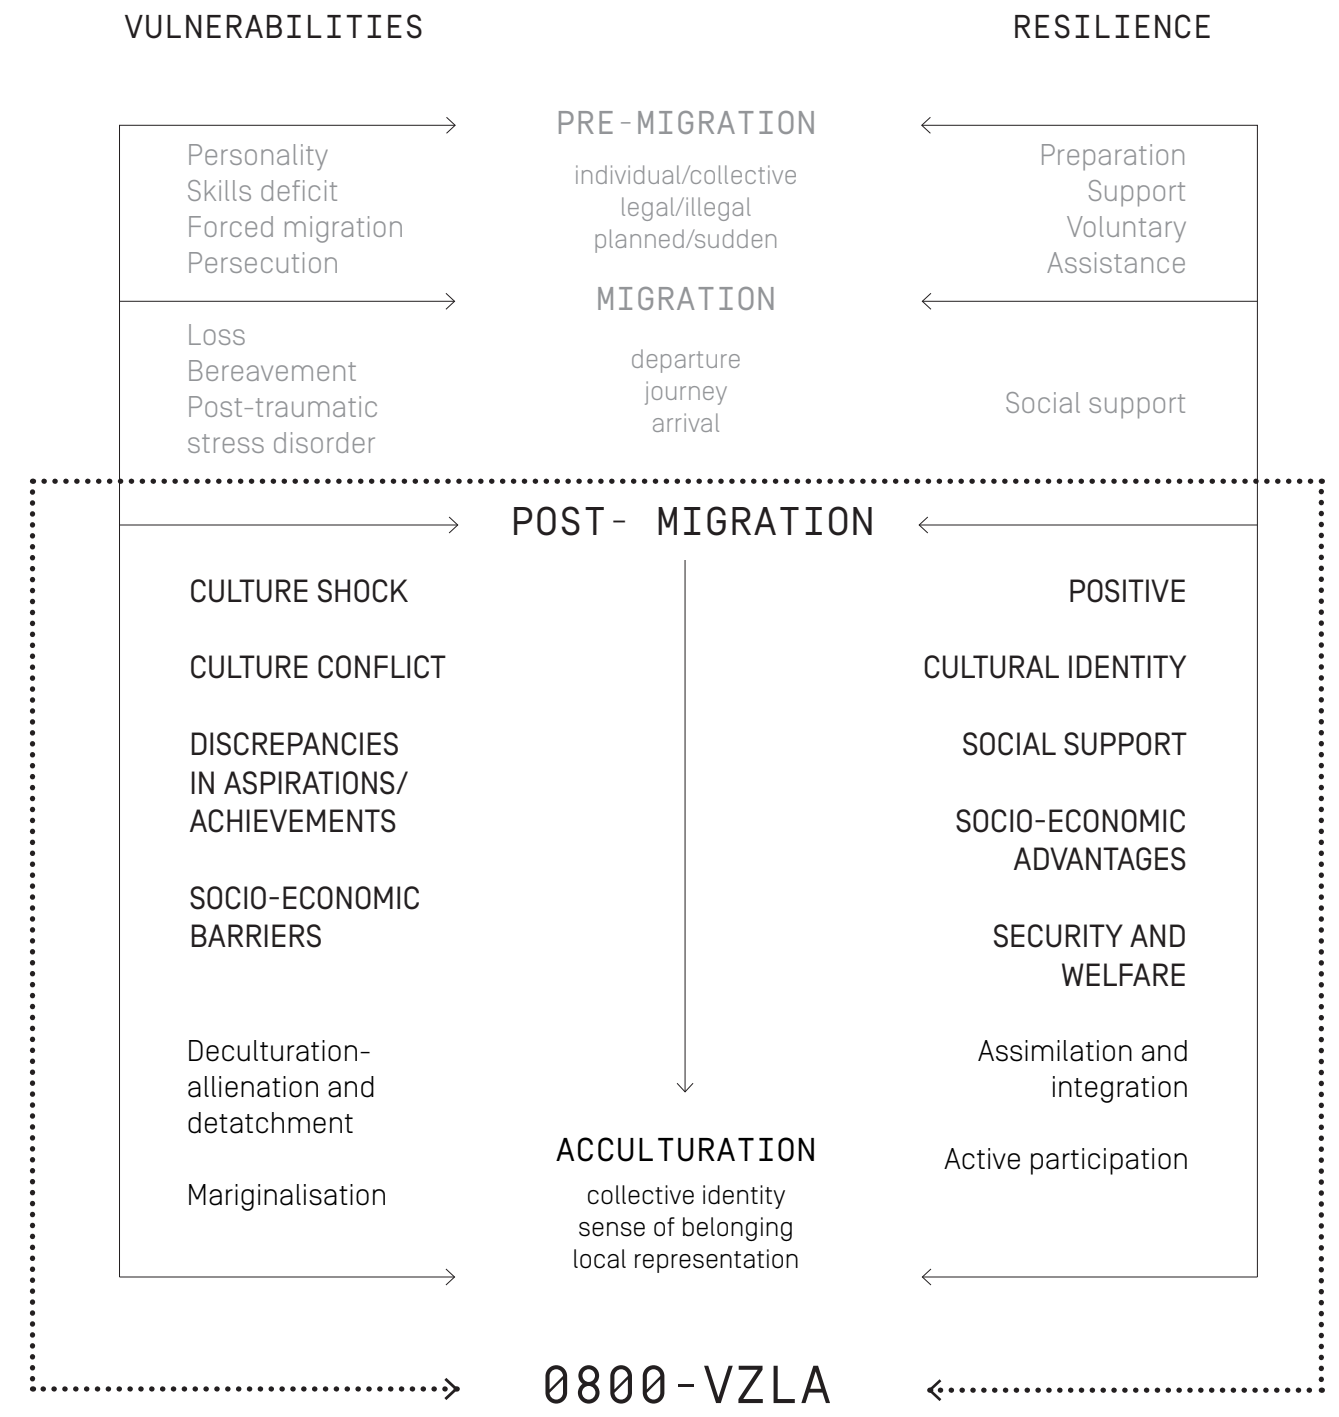 VULNERABILITIES
RESILIENCE
PRE-MIGRATION
Personality
Skills deficit
Forced migration
Persecution
individual/collective
legal/illegal
planned/sudden
Preparation
Support
Voluntary
Assistance
MIGRATION
Loss
Bereavement
Post-traumatic
stress disorder
departure
journey
arrival
Social support
POST- MIGRATION
CULTURE SHOCK
CULTURE CONFLICT
DISCREPANCIES
IN ASPIRATIONS/
ACHIEVEMENTS
SOCIO-ECONOMIC
BARRIERS
POSITIVE
CULTURAL IDENTITY
SOCIAL SUPPORT
SOCIO-ECONOMIC
ADVANTAGES
SECURITY AND
WELFARE
Deculturation-
allienation and
detatchment
Mariginalisation
ACCULTURATION
collective identity
sense of belonging
local representation
Assimilation and
integration
Active participation
0800-VZLA